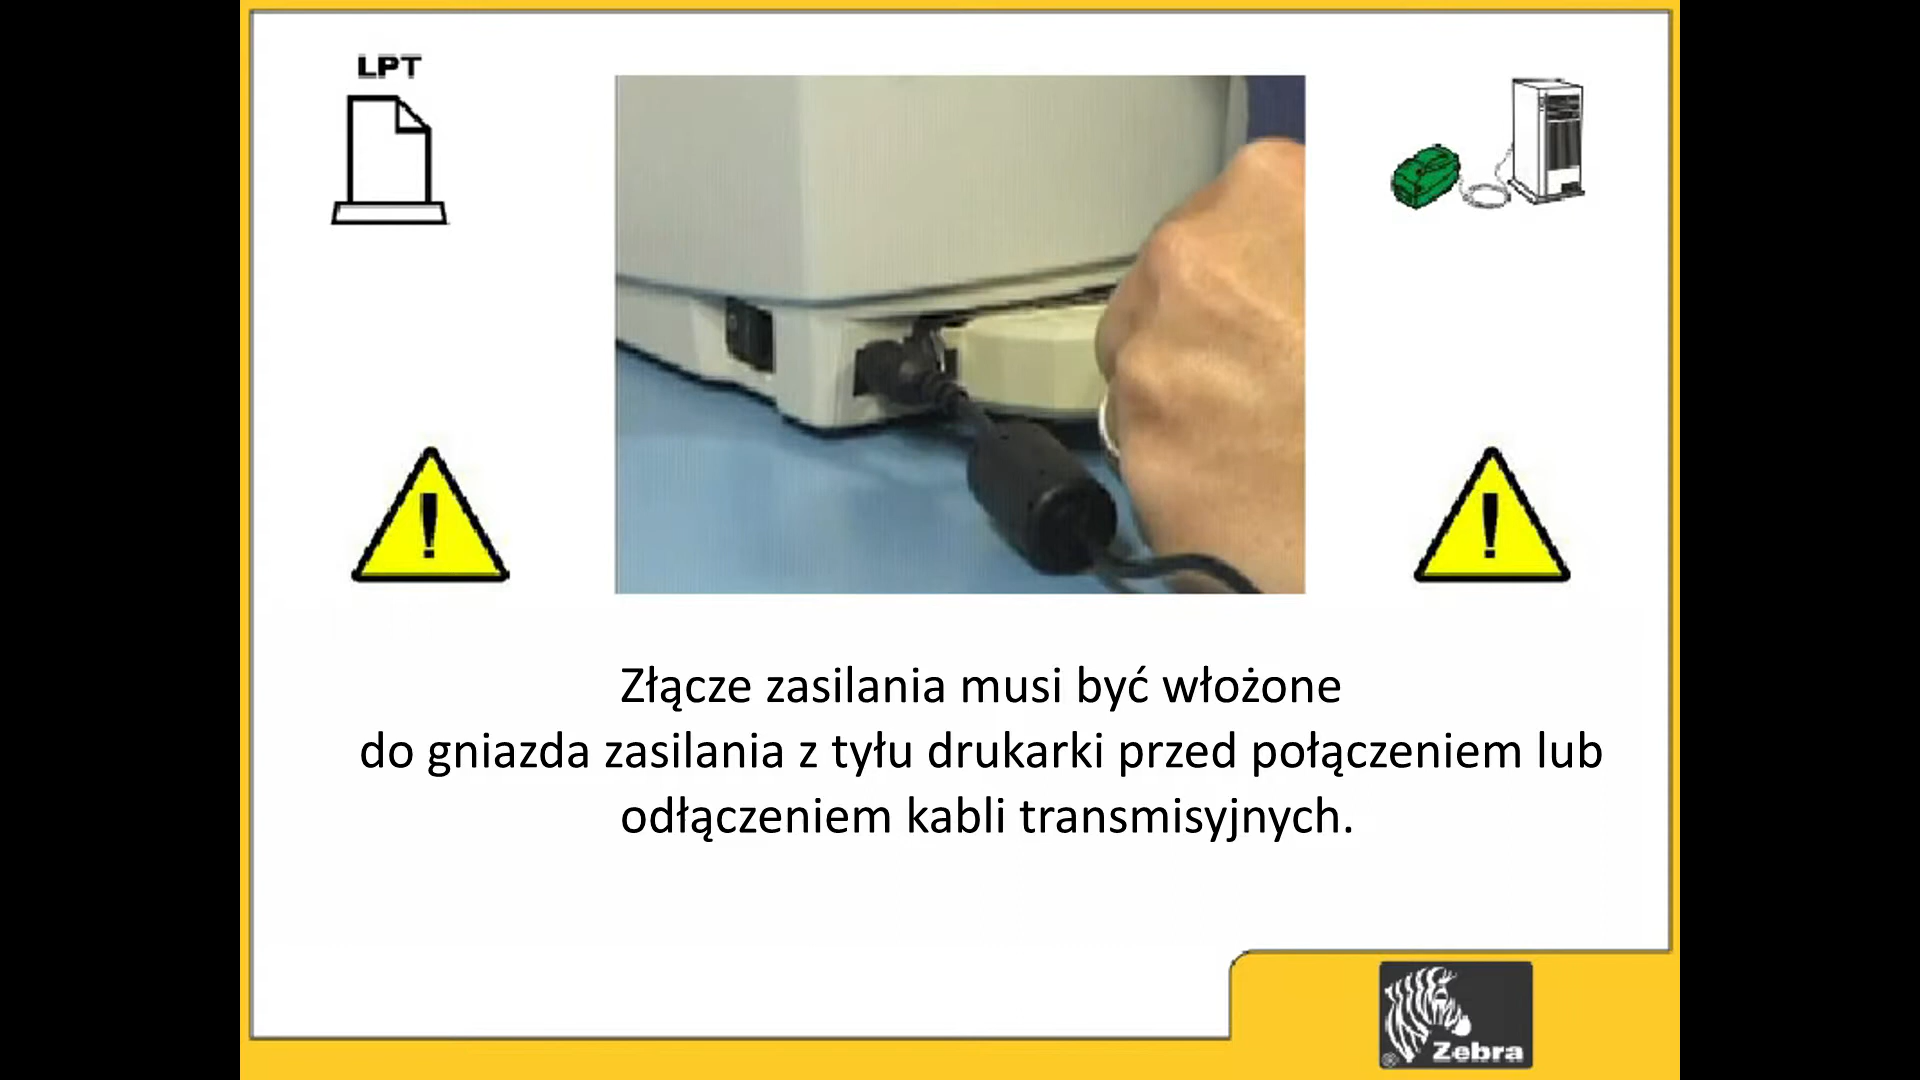 LPT
!
!
Złącze zasilania musi być włożone
do gniazda zasilania z tyłu drukarki przed połączeniem lub
odłączeniem kabli transmisyjnych.
® Zebra